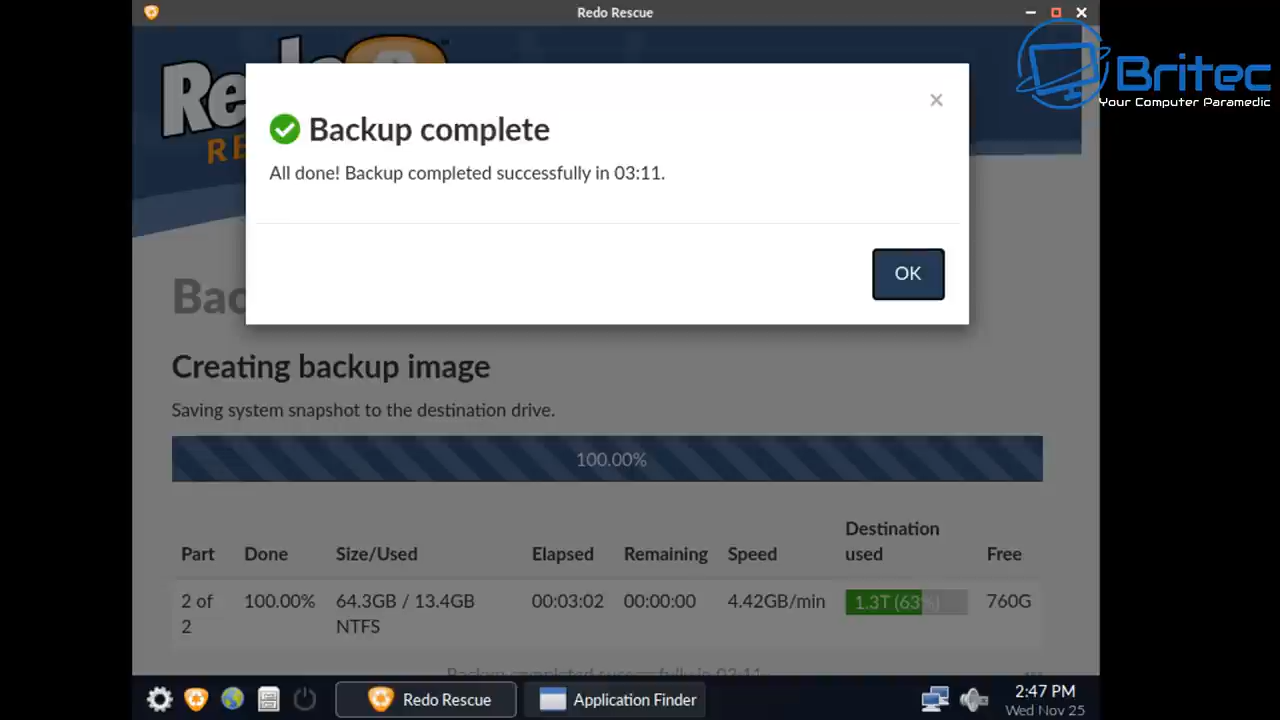 Redo Rescue
Britec
Your Computer Paramedic
Backup complete
All done! Backup completed successfully in 03:11.
OK
Creating backup image
Saving system snapshot to the destination drive.
100.00%
Part Done Size/Used Elapsed Remaining Speed Destination used Free
2 of 2 100.00% 64.3GB / 13.4GB NTFS 00:03:02 00:00:00 4.42GB/min 1.3T (63%) 760G
Redo Rescue
Application Finder
2:47 PM
Wed Nov 25